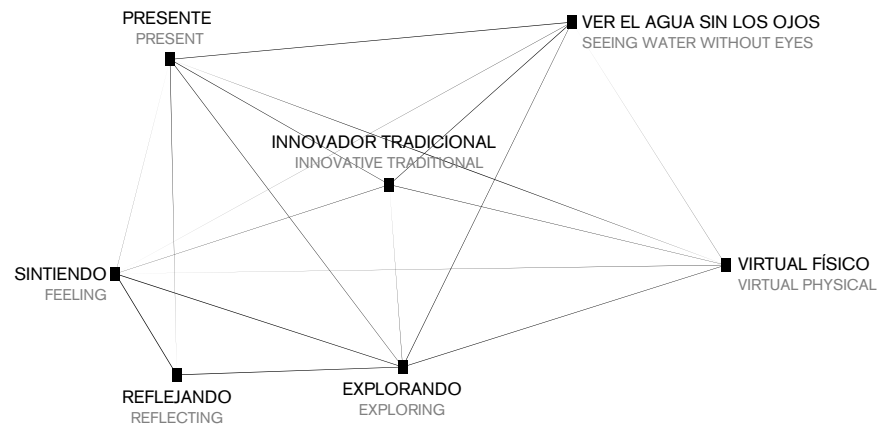 PRESENTE
PRESENT
VER EL AGUA SIN LOS OJOS
SEEING WATER WITHOUT EYES
INNOVADOR TRADICIONAL
INNOVATIVE TRADITIONAL
SINTIENDO
FEELING
VIRTUAL FÍSICO
VIRTUAL PHYSICAL
REFLEJANDO
REFLECTING
EXPLORANDO
EXPLORING